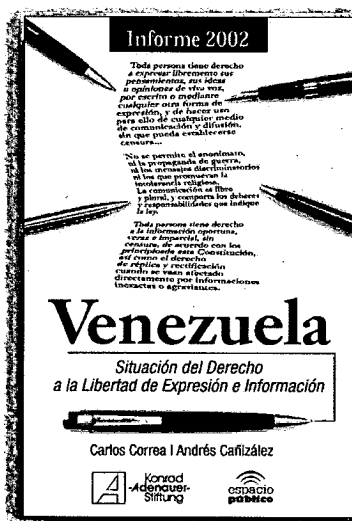 Informe 2002
Toda persona tiene derecho
a expresar libremente sus
pensamientos, sus ideas
u opiniones de viva voz,
por escrito o mediante
cualquier otra forma de
expresión, y de hacer uso
para ello de cualquier medio
de comunicación y difusión,
sin que pueda establecerse
censura...
No se permite el anonimato,
ni la propaganda de guerra,
ni los mensajes discriminatorios
ni los que promuevan la
intolerancia religiosa.
La comunicación es libre
y plural, y comporta los deberes
y responsabilidades que indique
la ley.
Toda persona tiene derecho
a la información oportuna,
veraz e imparcial, sin
censura, de acuerdo con los
principiosde esta Constitución,
así como el derecho
de réplica y rectificación
cuando se vean afectado
directamente por informaciones
inexactas o agraviantes.
Venezuela
Situación del Derecho
a la Libertad de Expresión e Información
Carlos Correa I Andrés Cañizález
Konrad
-Adenauer-
Stiftung
espacio
público